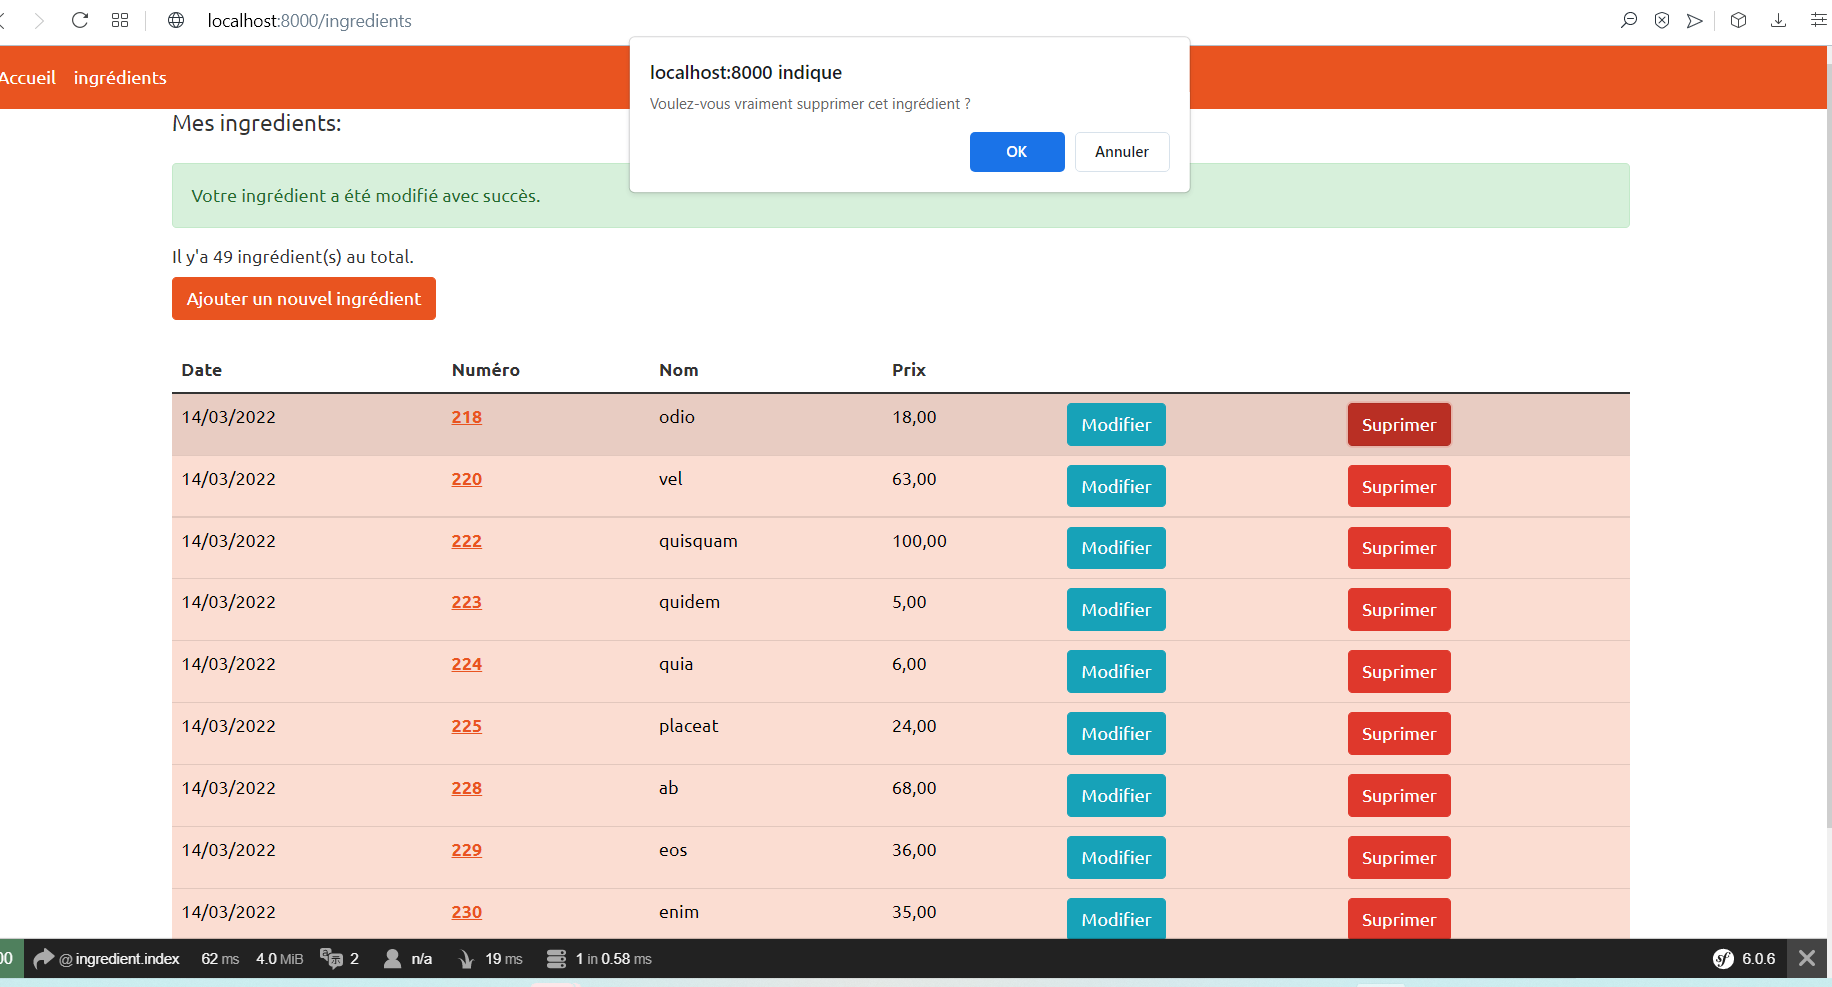 localhost:8000/ingredients
Accueil ingrédients
localhost:8000 indique
Voulez-vous vraiment supprimer cet ingrédient ?
OK Annuler
Mes ingredients:
Votre ingrédient a été modifié avec succès.
Il y'a 49 ingrédient(s) au total.
Ajouter un nouvel ingrédient
Date Numéro Nom Prix
14/03/2022 218 odio 18,00 Modifier Suprimer
14/03/2022 220 vel 63,00 Modifier Suprimer
14/03/2022 222 quisquam 100,00 Modifier Suprimer
14/03/2022 223 quidem 5,00 Modifier Suprimer
14/03/2022 224 quia 6,00 Modifier Suprimer
14/03/2022 225 placeat 24,00 Modifier Suprimer
14/03/2022 228 ab 68,00 Modifier Suprimer
14/03/2022 229 eos 36,00 Modifier Suprimer
14/03/2022 230 enim 35,00 Modifier Suprimer
00 @ ingredient.index 62 ms 4.0 MiB 2 n/a 19 ms 1 in 0.58 ms sf 6.0.6